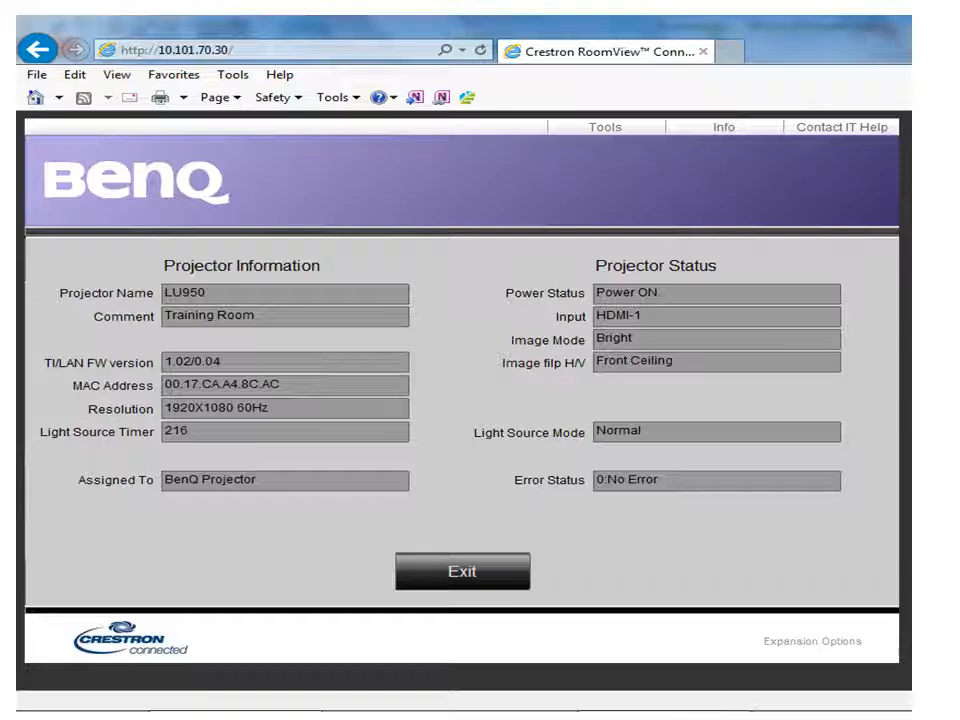 http://10.101.70.30/
Crestron RoomView™ Conn...
File Edit View Favorites Tools Help
Page Safety Tools
Tools Info Contact IT Help
BenQ
Projector Information
Projector Name LU950
Comment Training Room
TI/LAN FW version 1.02/0.04
MAC Address 00.17.CA.A4.8C.AC
Resolution 1920X1080 60Hz
Light Source Timer 216
Assigned To BenQ Projector
Projector Status
Power Status Power ON
Input HDMI-1
Image Mode Bright
Image filp H/V Front Ceiling
Light Source Mode Normal
Error Status 0:No Error
Exit
CRESTRON
connected
Expansion Options